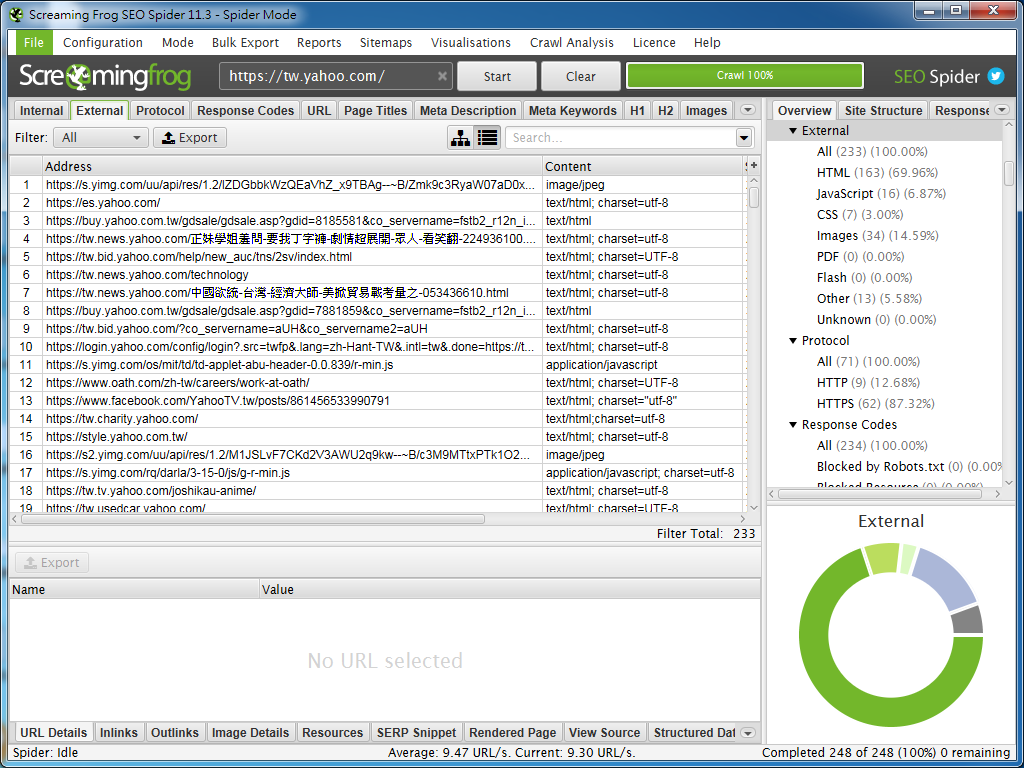 Screaming Frog SEO Spider 11.3 - Spider Mode
File Configuration Mode Bulk Export Reports Sitemaps Visualisations Crawl Analysis Licence Help
Screamingfrog https://tw.yahoo.com/ Start Clear Crawl 100% SEO Spider
Internal External Protocol Response Codes URL Page Titles Meta Description Meta Keywords H1 H2 Images
Filter: All Export Search...
Address Content
1 https://s.yimg.com/uu/api/res/1.2/IZDGbbkWzQEaVhZ_x9TBAg--~B/Zmk9c3RyaW07aD0x... image/jpeg
2 https://es.yahoo.com/ text/html; charset=utf-8
3 https://buy.yahoo.com.tw/gdsale/gdsale.asp?gdid=8185581&co_servername=fstb2_r12n_i... text/html
4 https://tw.news.yahoo.com/正妹學姐羞問-要我丁字褲-劇情超展開-眾人-看笑翻-224936100.... text/html; charset=utf-8
5 https://tw.bid.yahoo.com/help/new_auc/tns/2sv/index.html text/html; charset=UTF-8
6 https://tw.news.yahoo.com/technology text/html; charset=utf-8
7 https://tw.news.yahoo.com/中國欲統-台灣-經濟大師-美掀貿易戰考量之-053436610.html text/html; charset=utf-8
8 https://buy.yahoo.com.tw/gdsale/gdsale.asp?gdid=7881859&co_servername=fstb2_r12n_i... text/html
9 https://tw.bid.yahoo.com/?co_servername=aUH&co_servername2=aUH text/html; charset=utf-8
10 https://login.yahoo.com/config/login?.src=twfp&.lang=zh-Hant-TW&.intl=tw&.done=https://t... text/html; charset=utf-8
11 https://s.yimg.com/os/mit/td/td-applet-abu-header-0.0.839/r-min.js application/javascript
12 https://www.oath.com/zh-tw/careers/work-at-oath/ text/html; charset=UTF-8
13 https://www.facebook.com/YahooTV.tw/posts/861456533990791 text/html; charset="utf-8"
14 https://tw.charity.yahoo.com/ text/html;charset=utf-8
15 https://style.yahoo.com.tw/ text/html; charset=utf-8
16 https://s2.yimg.com/uu/api/res/1.2/M1JSLvF7CKd2V3AWU2q9kw--~B/c3M9MTtxPTk1O2... image/jpeg
17 https://s.yimg.com/rq/darla/3-15-0/js/g-r-min.js application/javascript; charset=utf-8
18 https://tw.tv.yahoo.com/joshikau-anime/ text/html; charset=utf-8
19 https://tw.usedcar.yahoo.com/ text/html; charset=UTF-8
Filter Total: 233
Export
Name Value
No URL selected
URL Details Inlinks Outlinks Image Details Resources SERP Snippet Rendered Page View Source Structured Dat
Overview Site Structure Response
External
All (233) (100.00%)
HTML (163) (69.96%)
JavaScript (16) (6.87%)
CSS (7) (3.00%)
Images (34) (14.59%)
PDF (0) (0.00%)
Flash (0) (0.00%)
Other (13) (5.58%)
Unknown (0) (0.00%)
Protocol
All (71) (100.00%)
HTTP (9) (12.68%)
HTTPS (62) (87.32%)
Response Codes
All (234) (100.00%)
Blocked by Robots.txt (0) (0.00%
Blocked Resource (0) (0.00%)
External
Spider: Idle Average: 9.47 URL/s. Current: 9.30 URL/s. Completed 248 of 248 (100%) 0 remaining